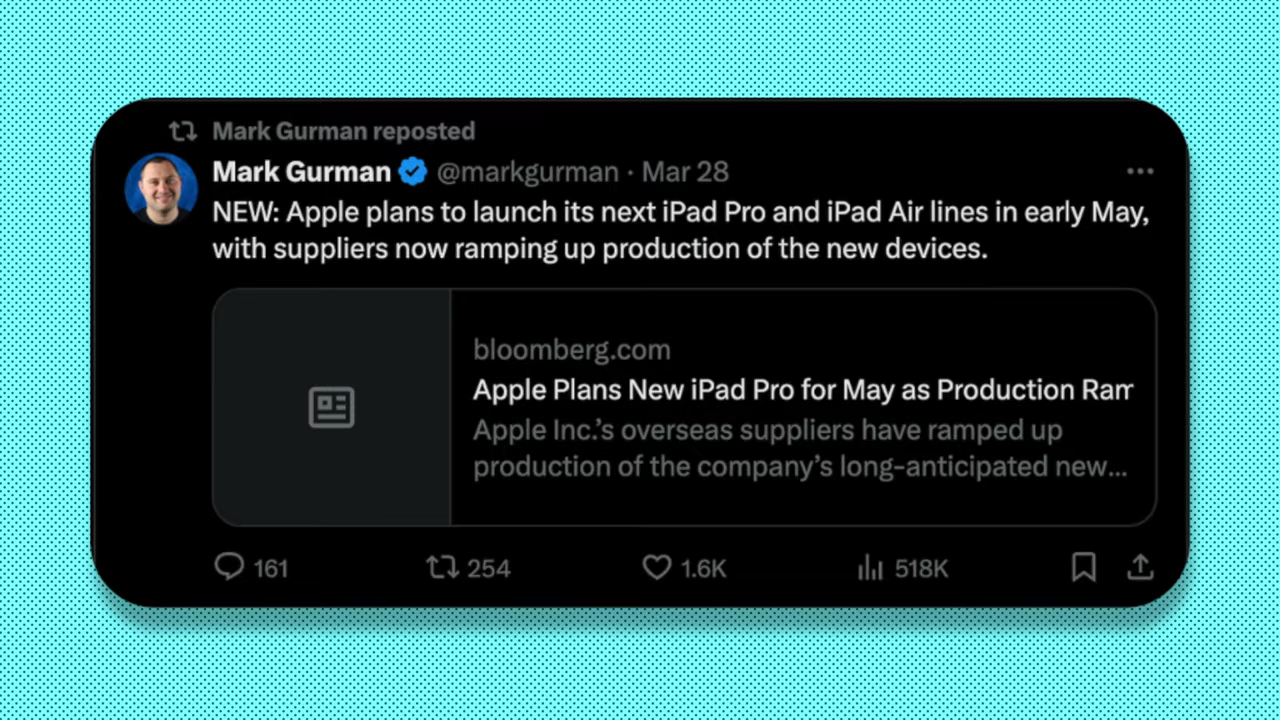 Mark Gurman reposted
Mark Gurman @markgurman · Mar 28
NEW: Apple plans to launch its next iPad Pro and iPad Air lines in early May,
with suppliers now ramping up production of the new devices.
bloomberg.com
Apple Plans New iPad Pro for May as Production Ram
Apple Inc.’s overseas suppliers have ramped up
production of the company’s long-anticipated new...
161 254 1.6K 518K